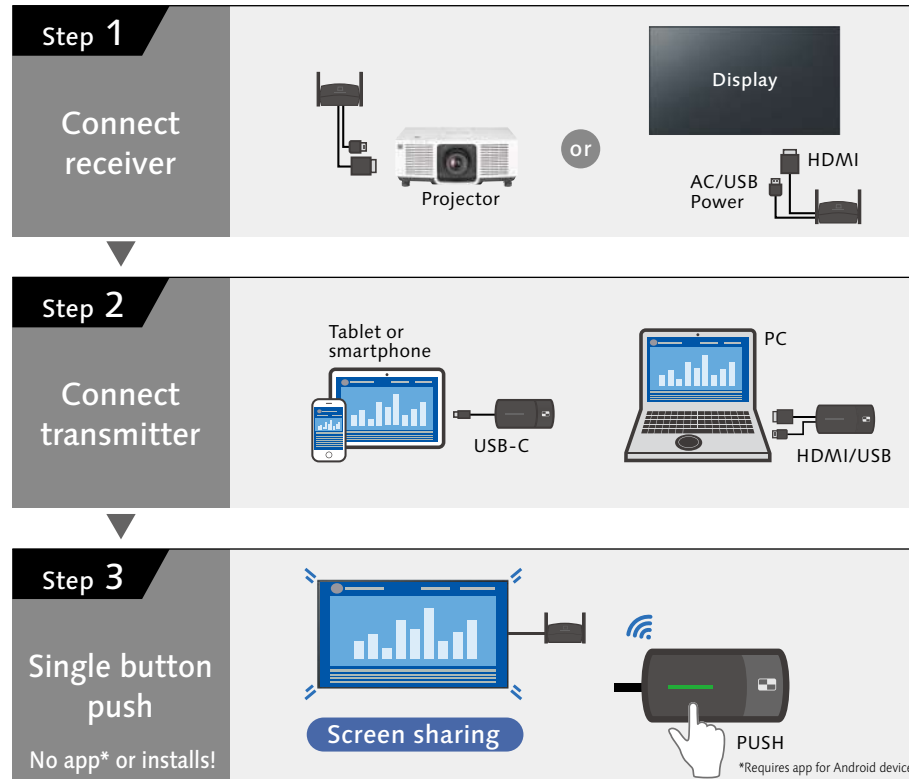 Step 1
Connect
receiver
Projector
or
Display
HDMI
AC/USB
Power
Step 2
Connect
transmitter
Tablet or
smartphone
USB-C
PC
HDMI/USB
Step 3
Single button
push
No app* or installs!
Screen sharing
PUSH
*Requires app for Android device